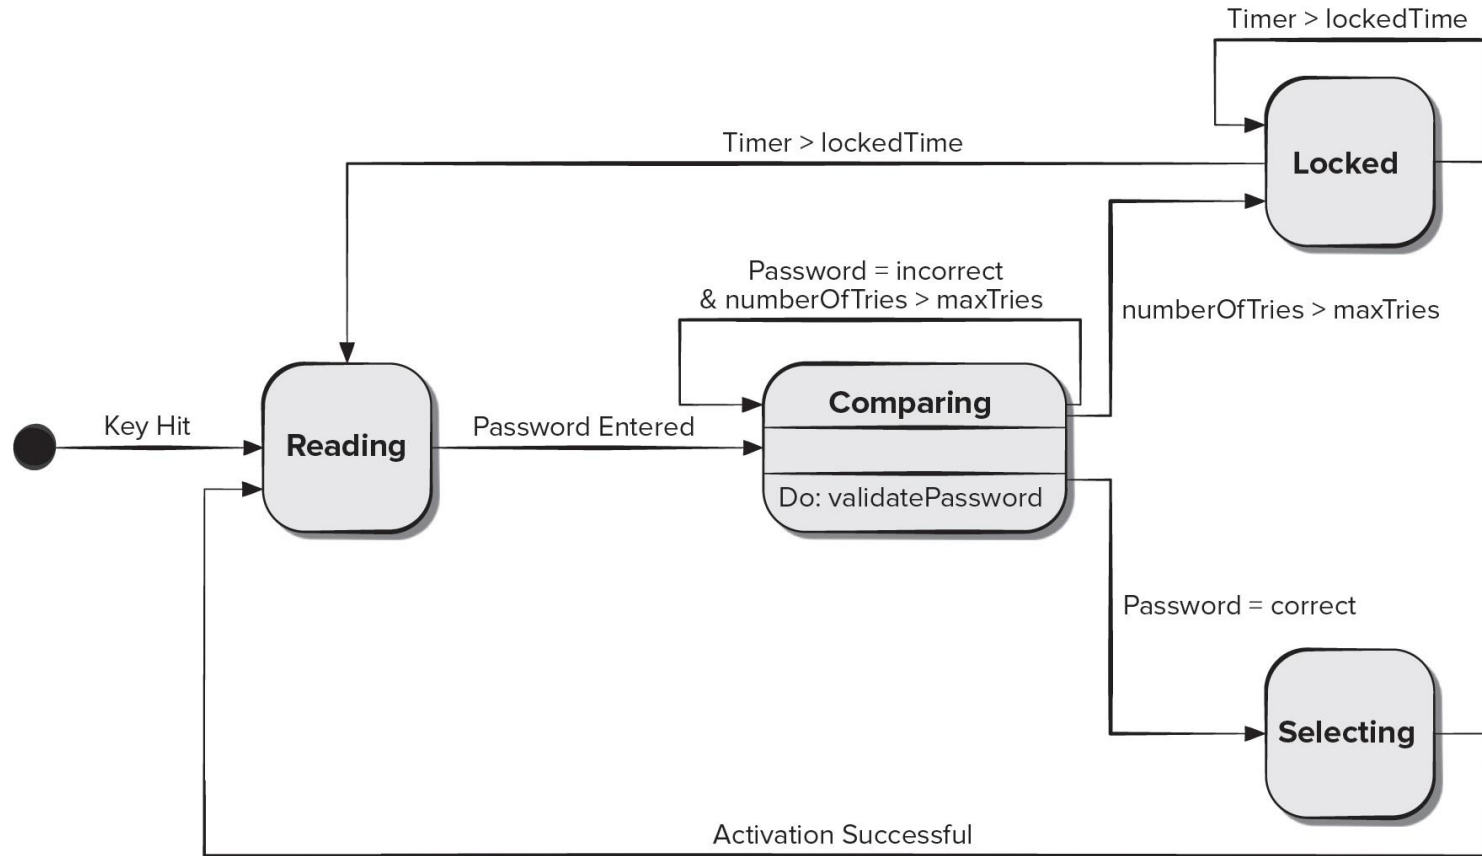 Timer > lockedTime
Timer > lockedTime
Locked
Password = incorrect
& numberOfTries > maxTries
numberOfTries > maxTries
Key Hit
Reading
Password Entered
Comparing
Do: validatePassword
Password = correct
Selecting
Activation Successful